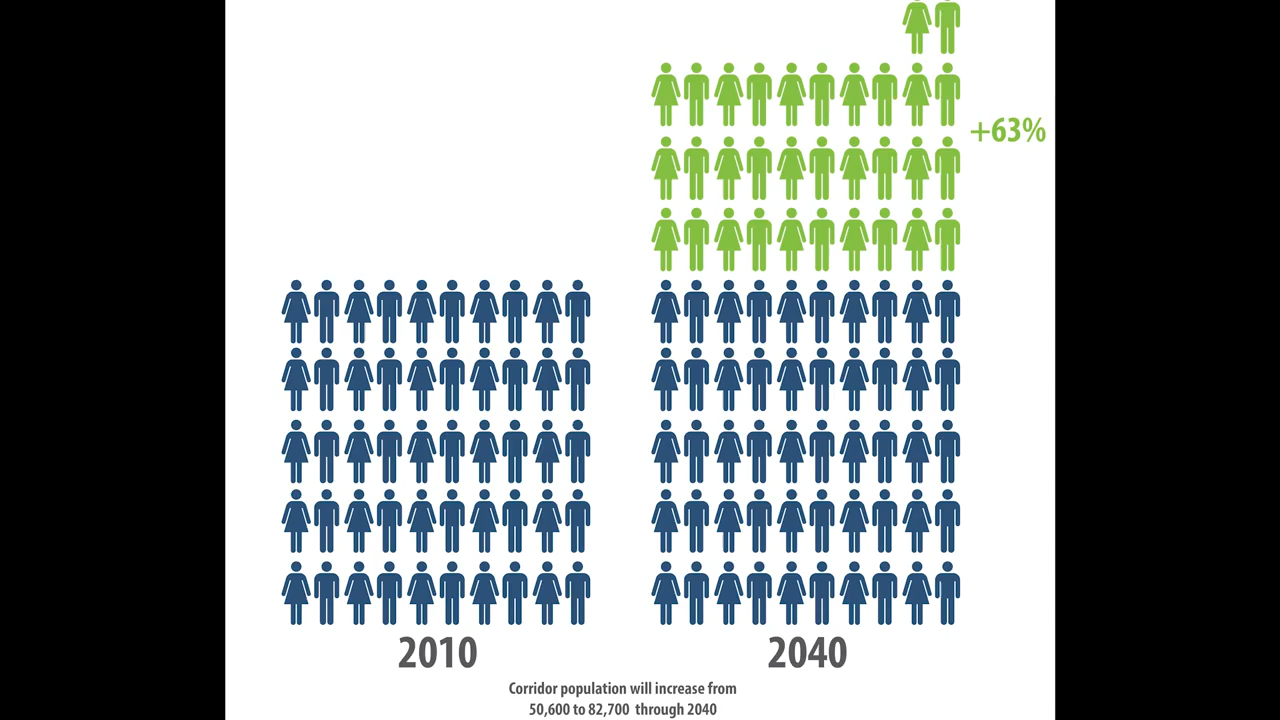 +63%
2010
2040
Corridor population will increase from
50,600 to 82,700 through 2040